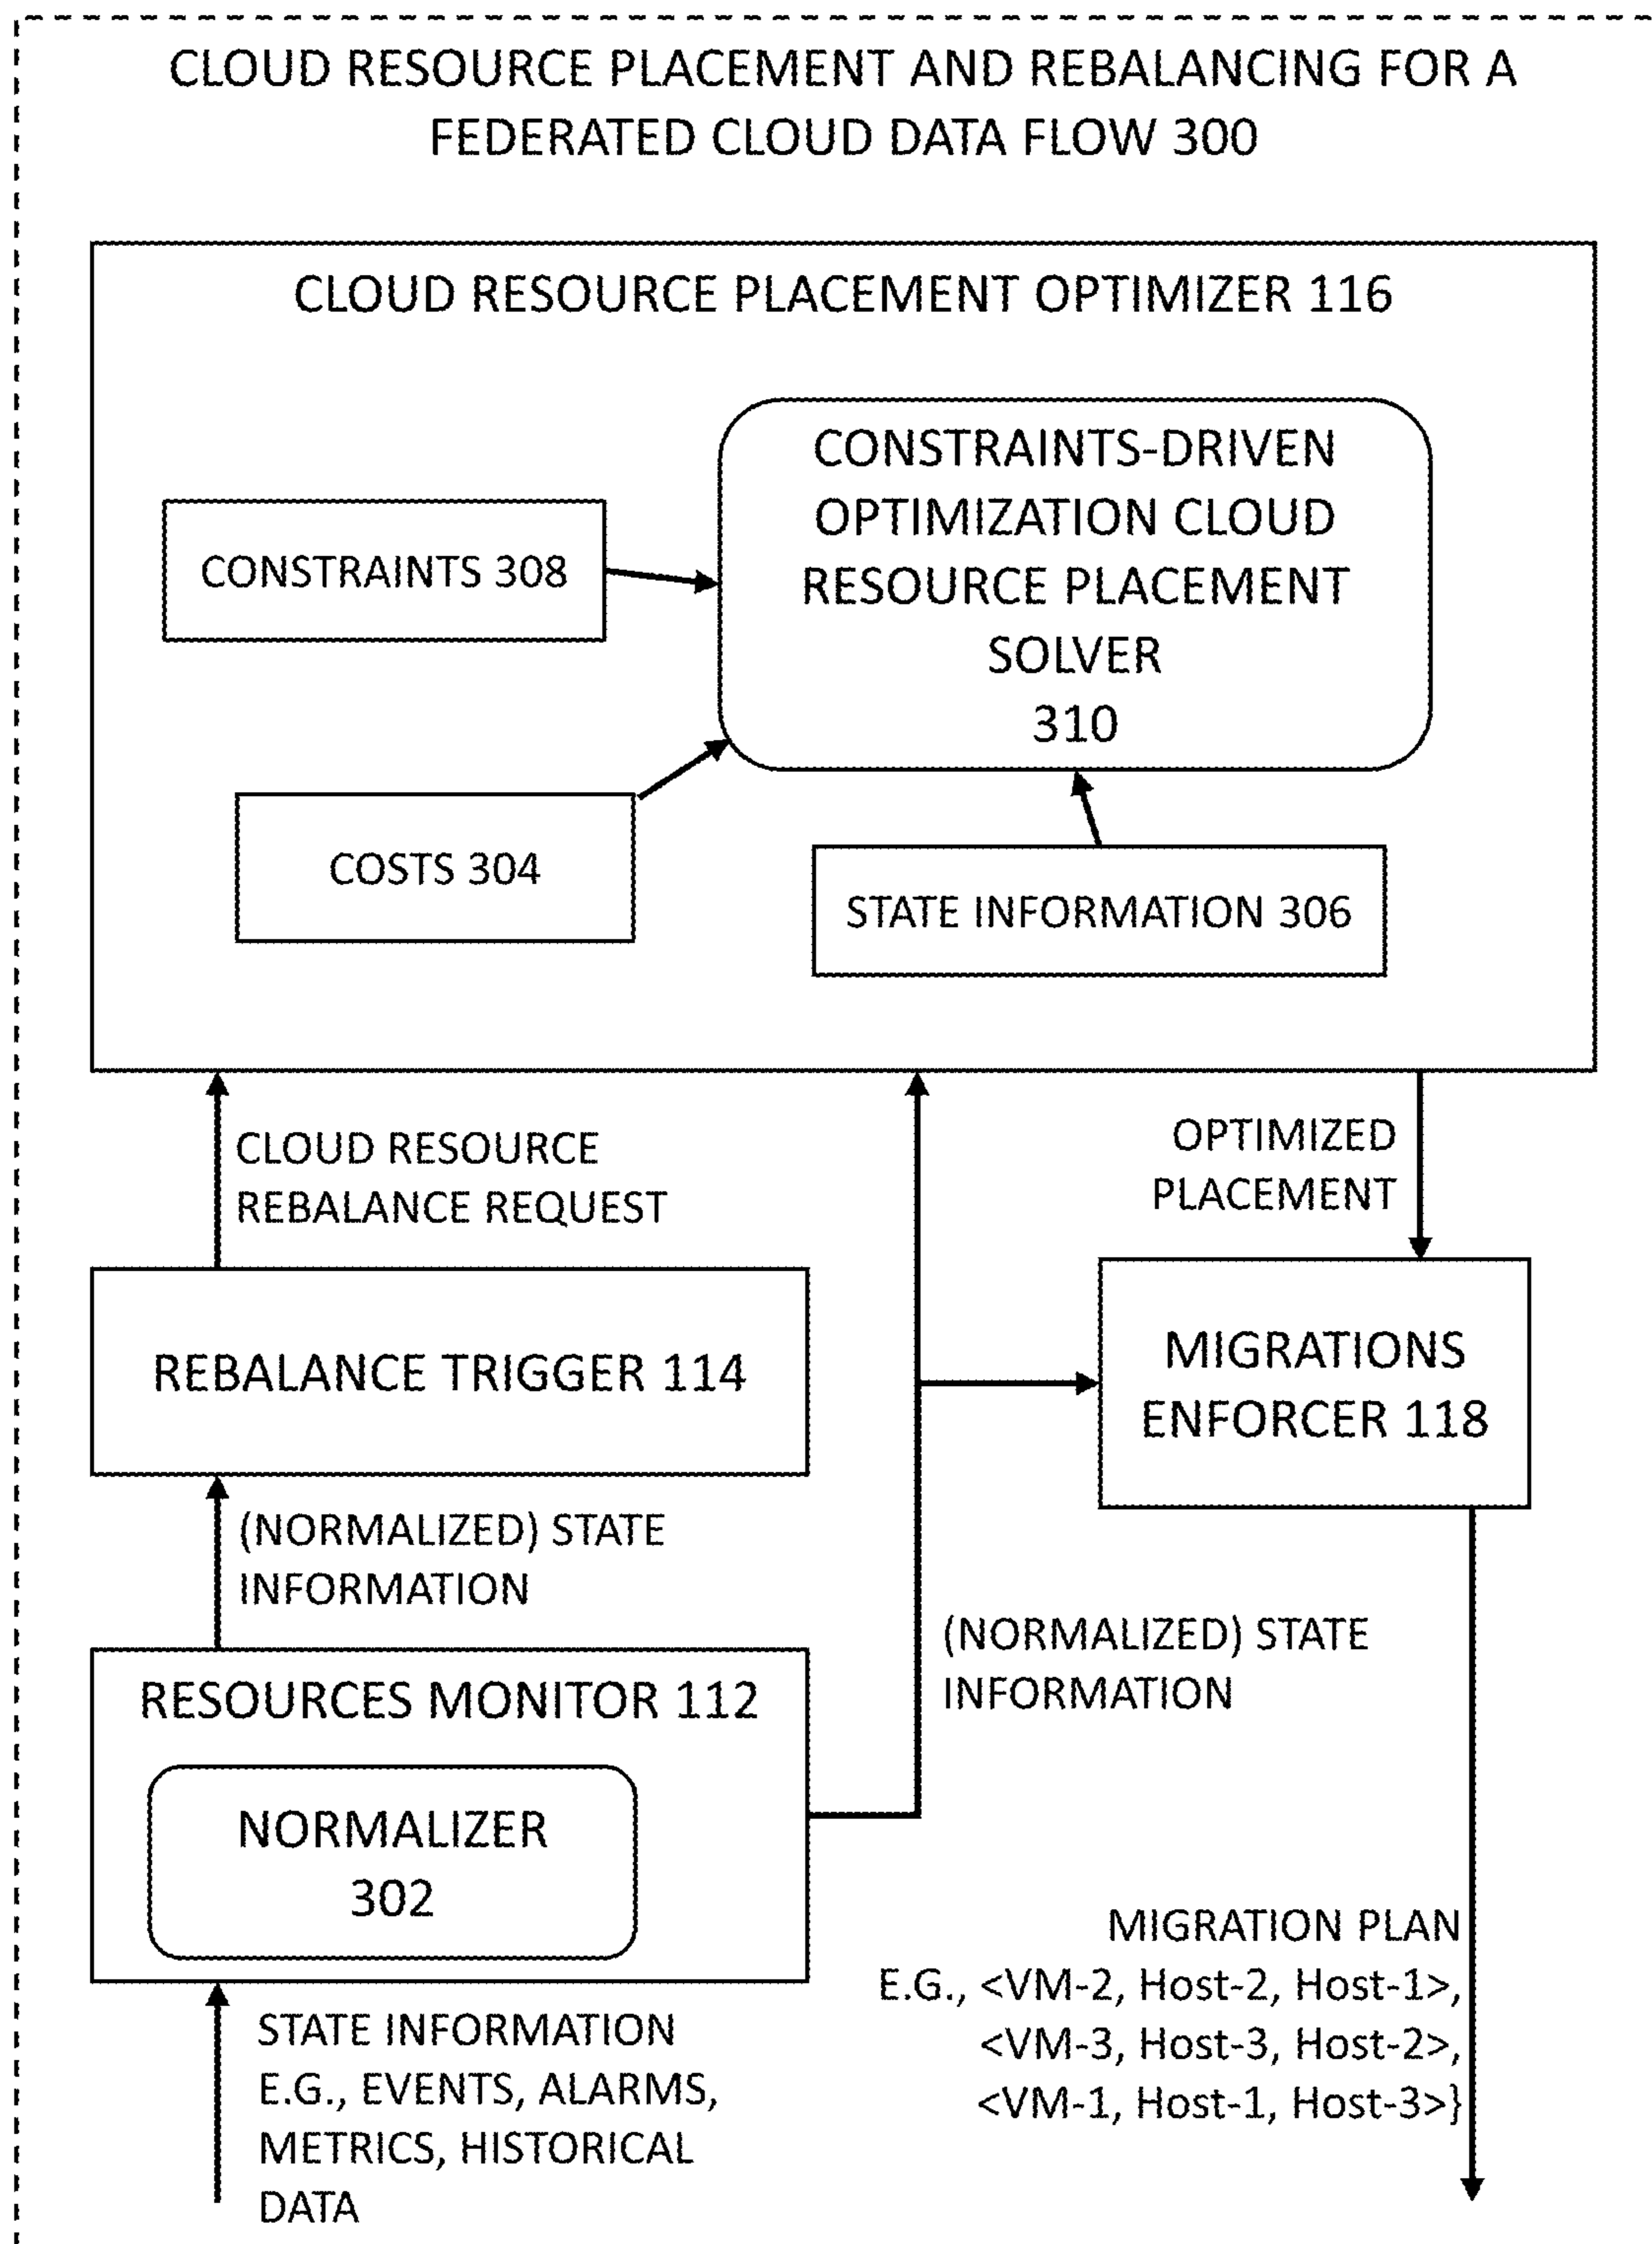 CLOUD RESOURCE PLACEMENT AND REBALANCING FOR A
FEDERATED CLOUD DATA FLOW 300
CLOUD RESOURCE PLACEMENT OPTIMIZER 116
CONSTRAINTS-DRIVEN
OPTIMIZATION CLOUD
RESOURCE PLACEMENT
SOLVER
310
CONSTRAINTS 308
COSTS 304
STATE INFORMATION 306
CLOUD RESOURCE
REBALANCE REQUEST
OPTIMIZED
PLACEMENT
REBALANCE TRIGGER 114
MIGRATIONS
ENFORCER 118
(NORMALIZED) STATE
INFORMATION
(NORMALIZED) STATE
INFORMATION
RESOURCES MONITOR 112
NORMALIZER
302
MIGRATION PLAN
E.G., <VM-2, Host-2, Host-1>,
<VM-3, Host-3, Host-2>,
<VM-1, Host-1, Host-3>}
STATE INFORMATION
E.G., EVENTS, ALARMS,
METRICS, HISTORICAL
DATA